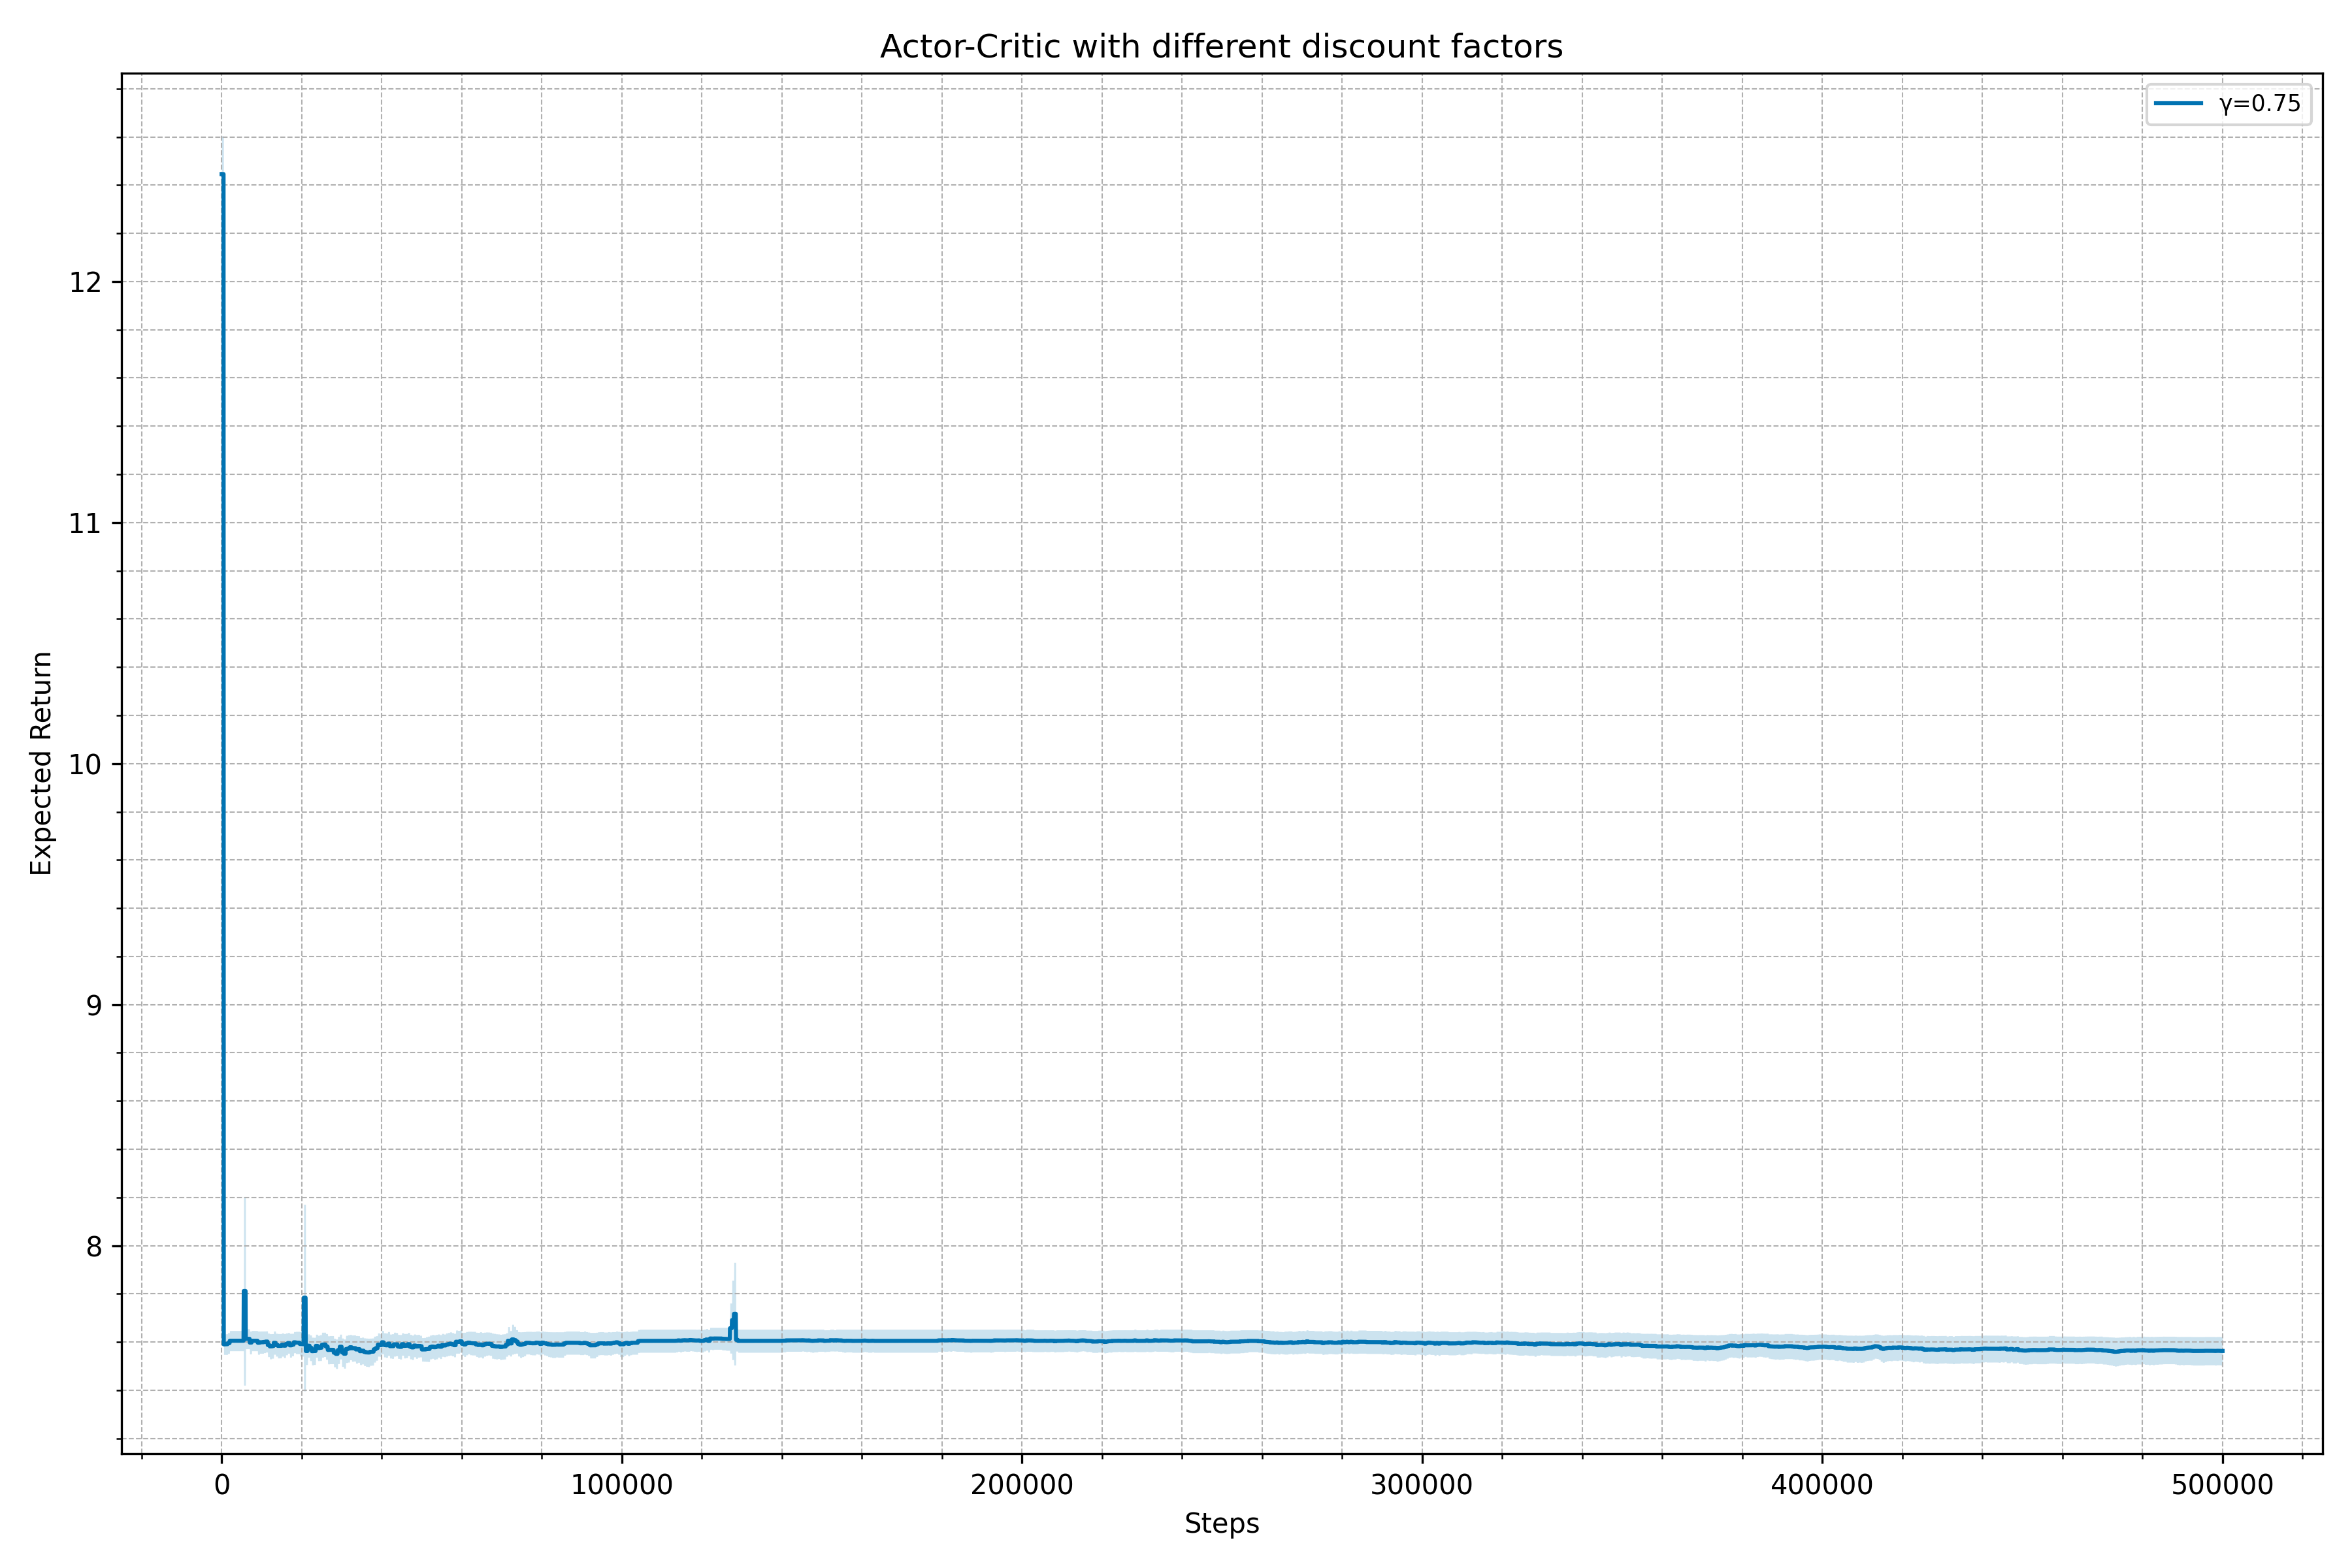 Actor-Critic with different discount factors
γ=0.75
Expected Return
12
11
10
9
8
0
100000
200000
300000
400000
500000
Steps